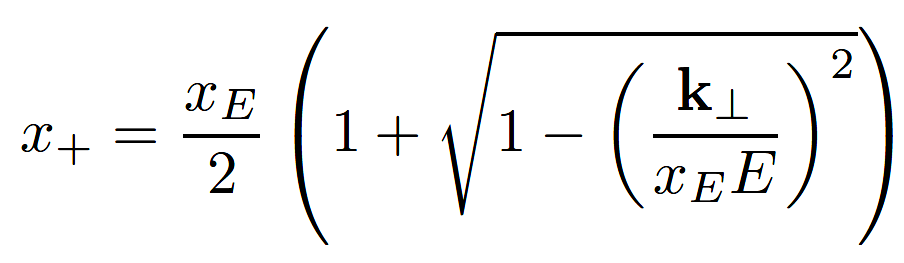 x_+ = \frac{x_E}{2} \left( 1 + \sqrt{1 - \left( \frac{\mathbf{k}_\perp}{x_E E} \right)^2} \right)